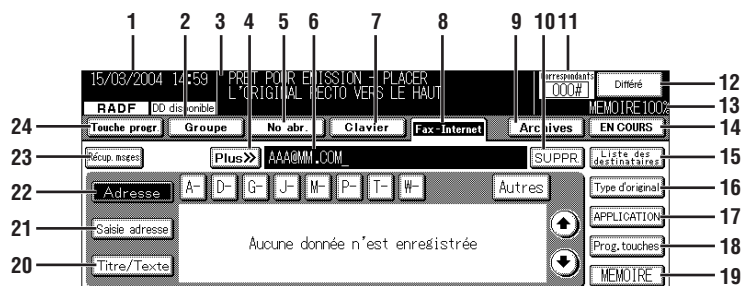 1 2 3 4 5 6 7 8 9 10 11
15/03/2004 14:59 PRET POUR EMISSION - PLACER
L'ORIGINAL RECTO VERS LE HAUT
Correspondants
000#
Différé 12
RADF DD disponible MEMOIRE100% 13
24 Touche progr. Groupe No abr. Clavier Fax-Internet Archives EN COURS 14
23 Récup. msges Plus» AAA@MM.COM_ SUPPR Liste des destinataires 15
22 Adresse A- D- G- J- M- P- T- W- Autres Type d'original 16
21 Saisie adresse APPLICATION 17
Aucune donnée n'est enregistrée Prog.touches 18
20 Titre/Texte MEMOIRE 19